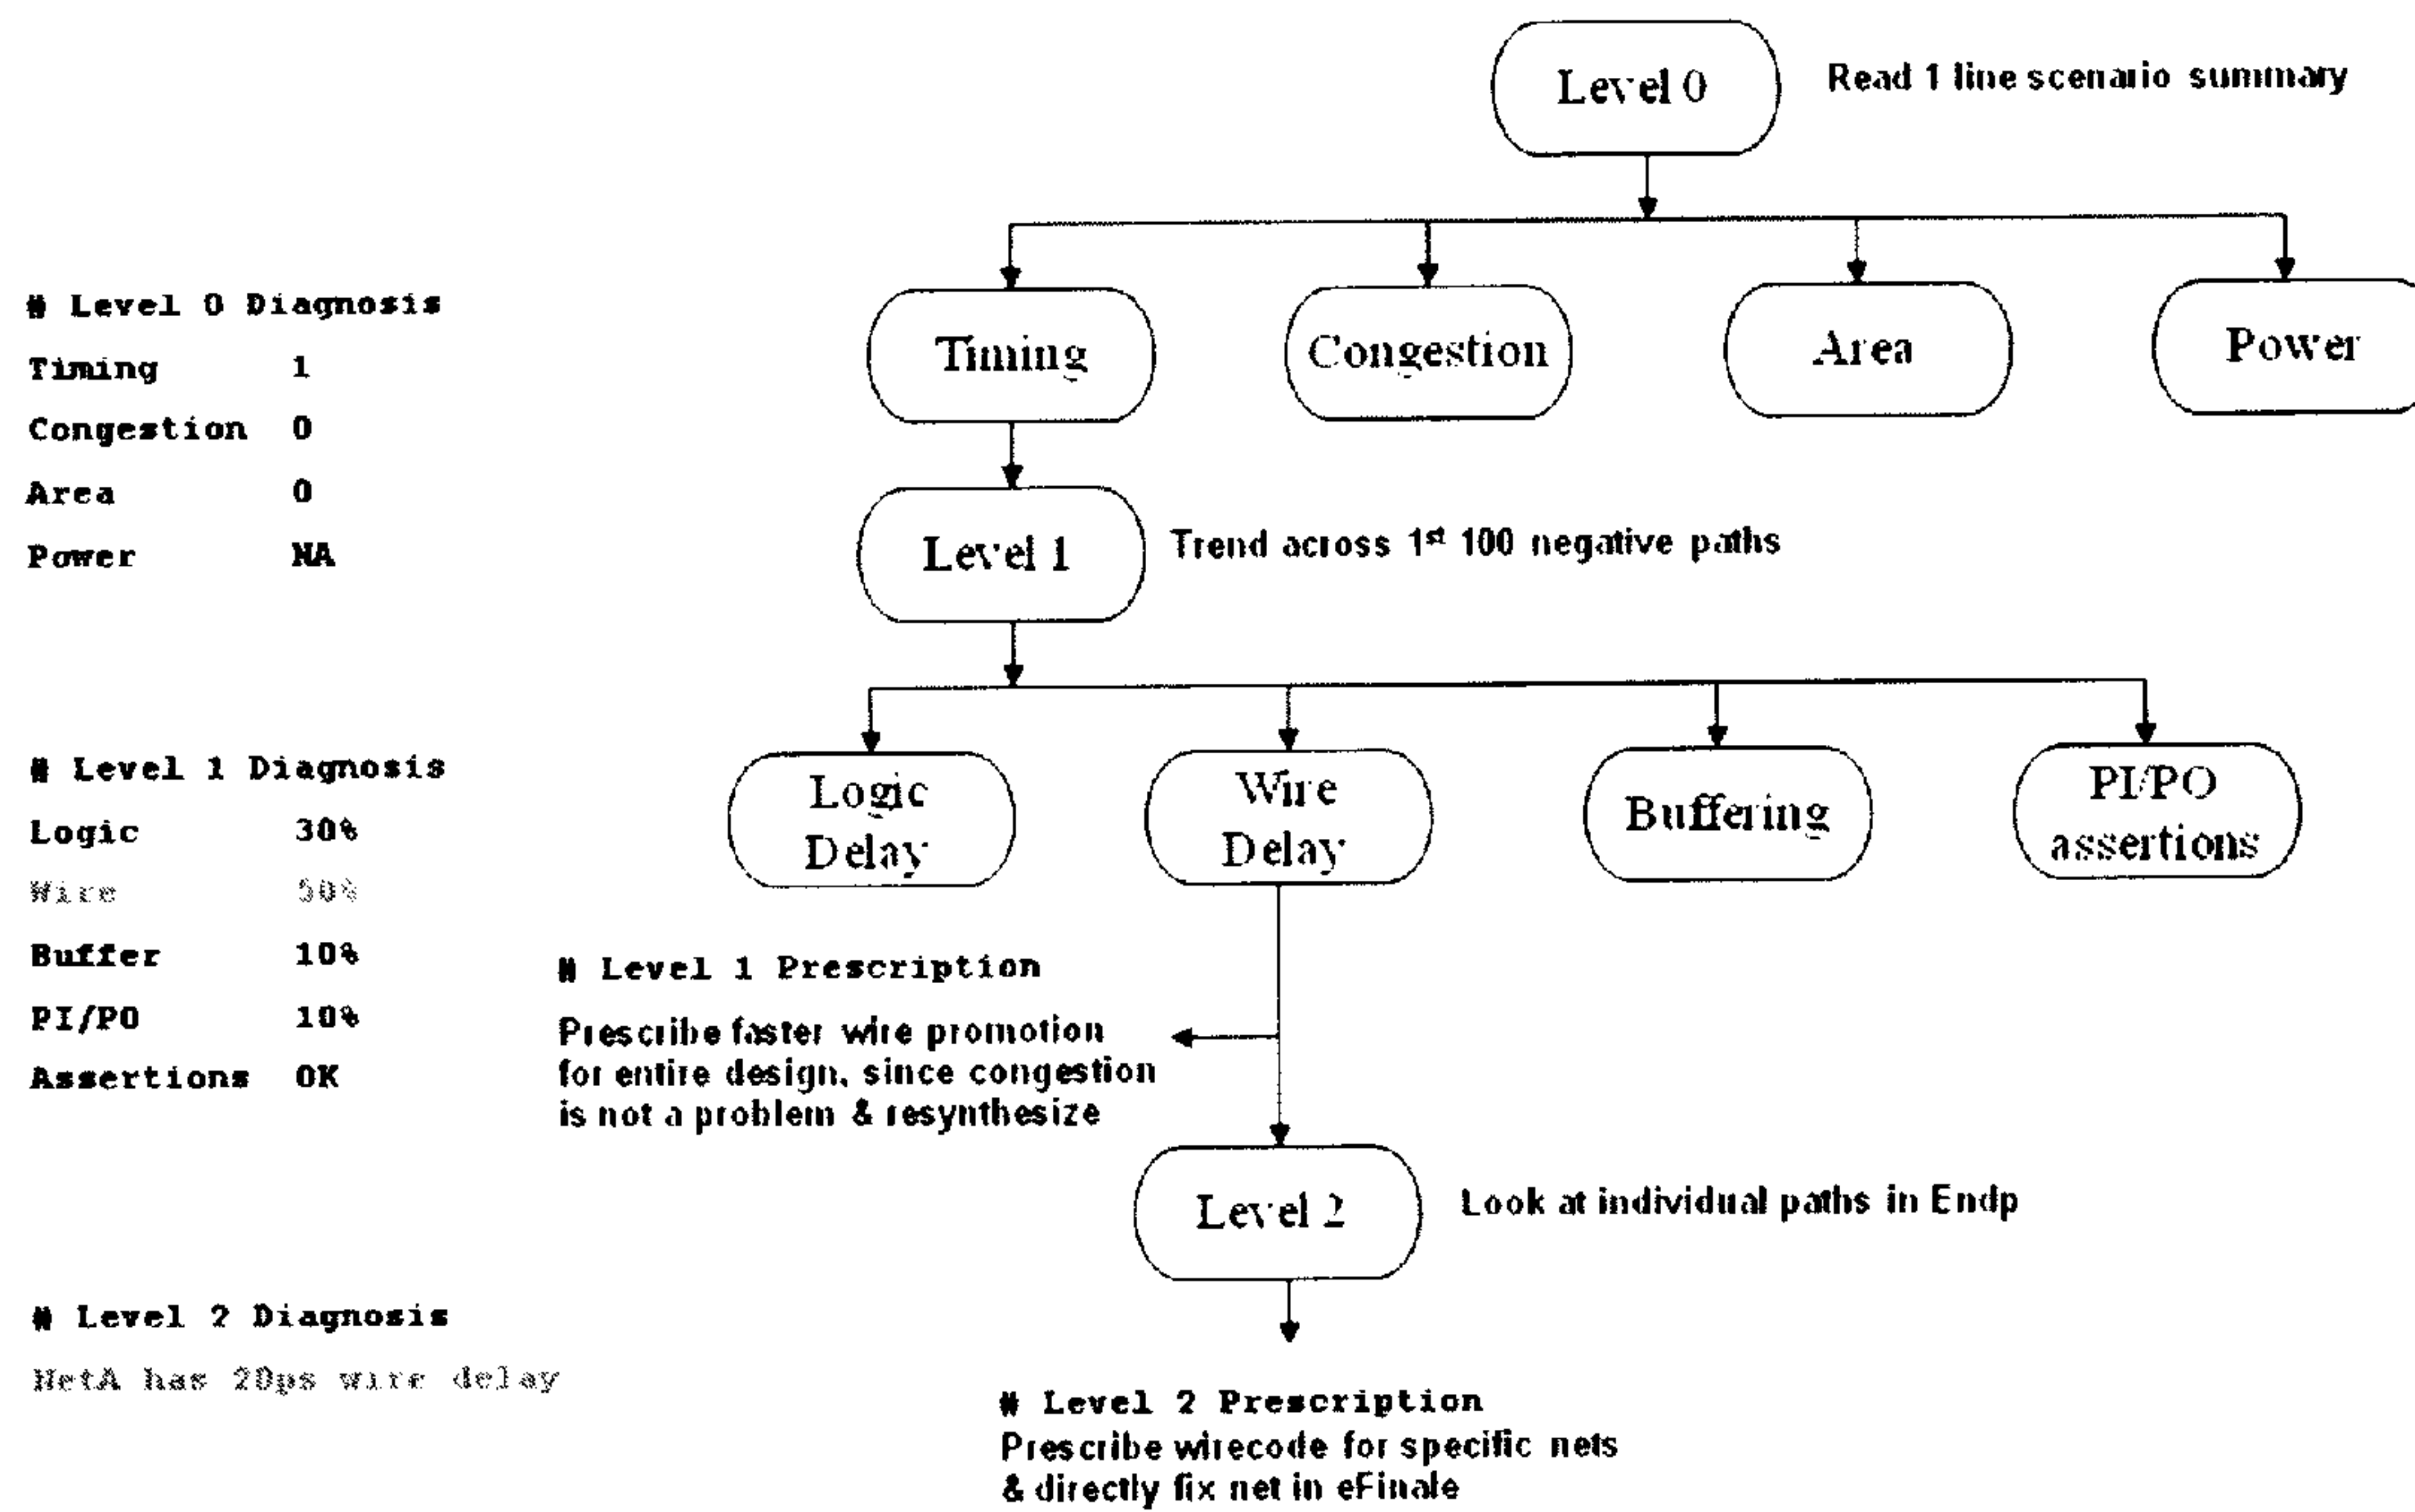 Level 0
Read 1 line scenario summary
Timing
Congestion
Area
Power
# Level 0 Diagnosis
Timing 1
Congestion 0
Area 0
Power NA
Level 1
Trend across 1st 100 negative paths
# Level 1 Diagnosis
Logic 30%
Wire 50%
Buffer 10%
PI/PO 10%
Assertions OK
Logic
Delay
Wire
Delay
Buffering
PI/PO
assertions
# Level 1 Prescription
Prescribe faster wire promotion
for entire design, since congestion
is not a problem & resynthesize
Level 2
Look at individual paths in Endp
# Level 2 Diagnosis
NetA has 20ps wire delay
# Level 2 Prescription
Prescribe wirecode for specific nets
& directly fix net in eFinale